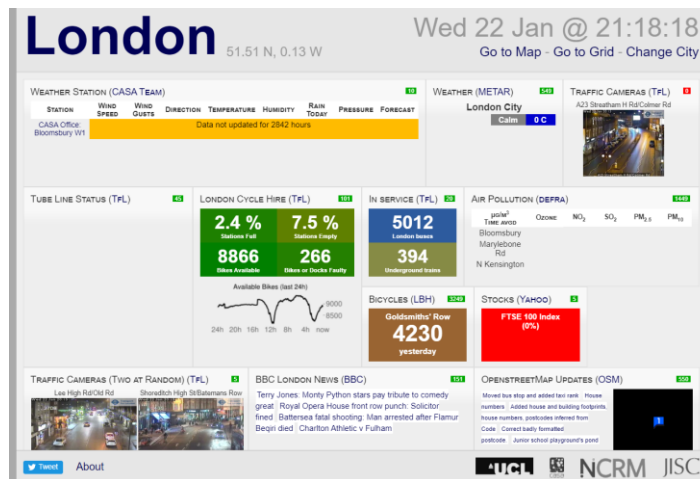 London
51.51 N, 0.13 W
Wed 22 Jan @ 21:18:18
Go to Map - Go to Grid - Change City
Weather Station (CASA Team)
10
Station Wind Speed Wind Gusts Direction Temperature Humidity Rain Today Pressure Forecast
CASA Office: Bloomsbury W1
Data not updated for 2842 hours
Weather (METAR)
549
London City
Calm 0 C
Traffic Cameras (TfL)
A23 Streatham H Rd/Colmer Rd
Tube Line Status (TfL)
45
London Cycle Hire (TfL)
101
2.4 %
Stations Full
7.5 %
Stations Empty
8866
Bikes Available
266
Bikes or Docks Faulty
Available Bikes (last 24h)
9000
8500
24h 20h 16h 12h 8h 4h now
In service (TfL)
28
5012
London buses
394
Underground trains
Air Pollution (DEFRA)
1449
µg/m³
Time AVOD
Ozone NO2 SO2 PM2.5 PM10
Bloomsbury
Marylebone
Rd
N Kensington
Bicycles (LBH)
3249
Goldsmiths' Row
4230
yesterday
Stocks (Yahoo)
5
FTSE 100 Index
(0%)
Traffic Cameras (Two at Random) (TfL)
5
Lee High Rd/Old Rd
Shoreditch High St/Batemans Row
BBC London News (BBC)
151
Terry Jones: Monty Python stars pay tribute to comedy
great Royal Opera House front row punch: Solicitor
fined Battersea fatal shooting: Man arrested after Flamur
Beqiri died Charlton Athletic v Fulham
OpenStreetMap Updates (OSM)
550
Moved bus stop and added taxi rank House
numbers Added house and building footprints,
house numbers, postcodes inferred from
Code Correct badly formatted
postcode Junior school playground's pond
1
Tweet
About
UCL
NCRM
JISC